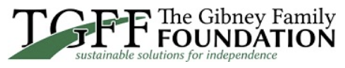 TGFF The Gibney Family
FOUNDATION
sustainable solutions for independence